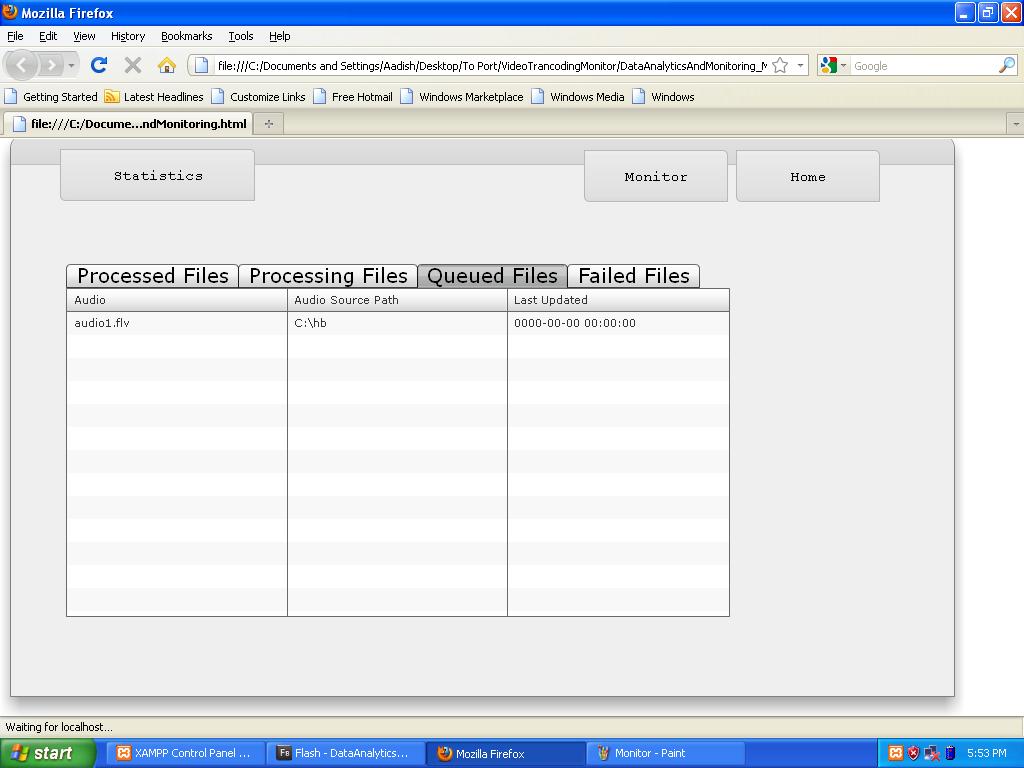 Mozilla Firefox
File Edit View History Bookmarks Tools Help
file:///C:/Documents and Settings/Aadish/Desktop/To Port/VideoTrancodingMonitor/DataAnalyticsAndMonitoring_M
Google
Getting Started Latest Headlines Customize Links Free Hotmail Windows Marketplace Windows Media Windows
file:///C:/Docume...ndMonitoring.html
Statistics Monitor Home
Processed Files Processing Files Queued Files Failed Files
Audio Audio Source Path Last Updated
audio1.flv C:\hb 0000-00-00 00:00:00
Waiting for localhost...
start XAMPP Control Panel ... FB Flash - DataAnalytics... Mozilla Firefox Monitor - Paint 5:53 PM